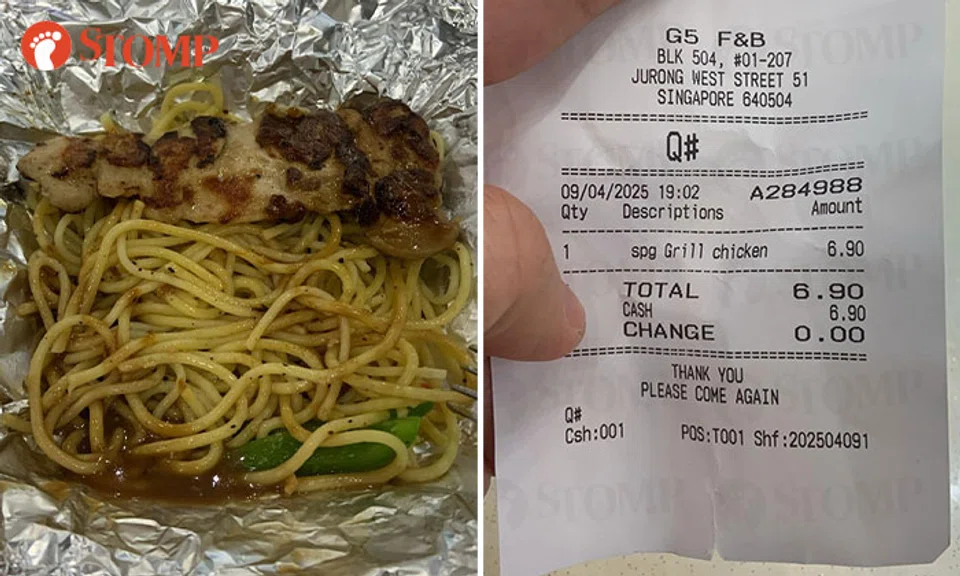 STOMP
G5 F&B
BLK 504, #01-207
JURONG WEST STREET 51
SINGAPORE 640504
Q#
09/04/2025 19:02 A284988
Qty Descriptions Amount
1 spg Grill chicken 6.90
TOTAL 6.90
CASH 6.90
CHANGE 0.00
THANK YOU
PLEASE COME AGAIN
Q#
Csh:001 POS:T001 Shf:202504091
STOMP